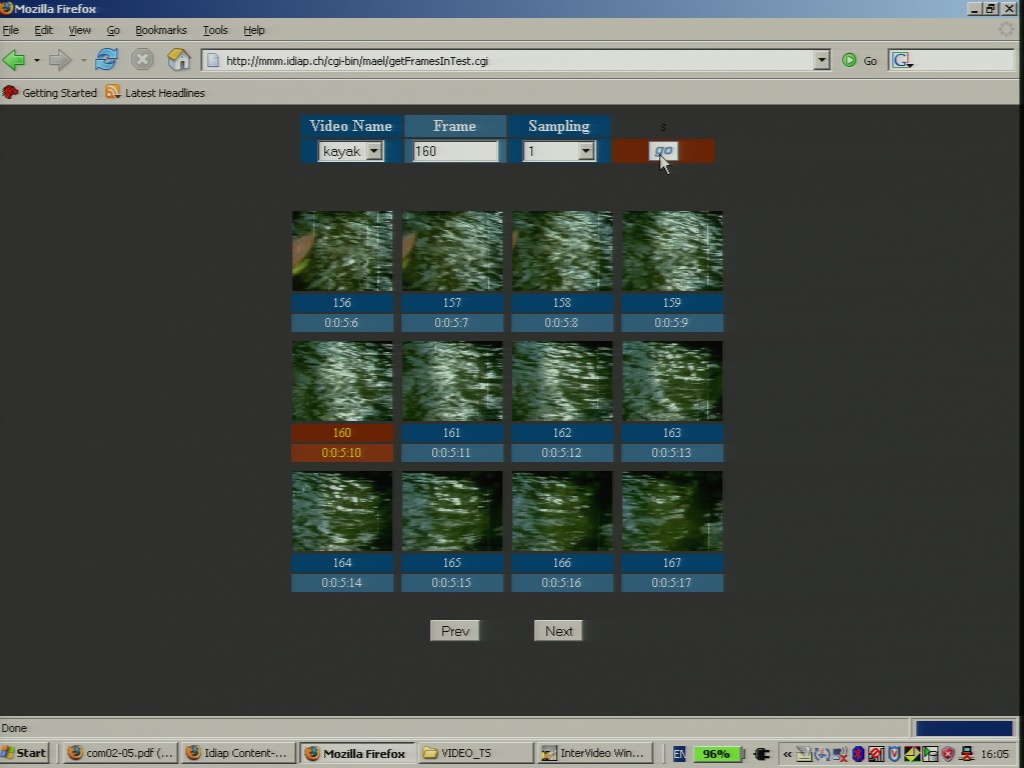 Mozilla Firefox
File Edit View Go Bookmarks Tools Help
http://mmm.idiap.ch/cgi-bin/mael/getFramesInTest.cgi Go G
Getting Started Latest Headlines
Video Name Frame Sampling s
kayak 160 1 go
156 157 158 159
0:0:5:6 0:0:5:7 0:0:5:8 0:0:5:9
160 161 162 163
0:0:5:10 0:0:5:11 0:0:5:12 0:0:5:13
164 165 166 167
0:0:5:14 0:0:5:15 0:0:5:16 0:0:5:17
Prev Next
Done
Start com02-05.pdf (... Idiap Content-... Mozilla Firefox VIDEO_TS InterVideo Win... EN 96% « 16:05